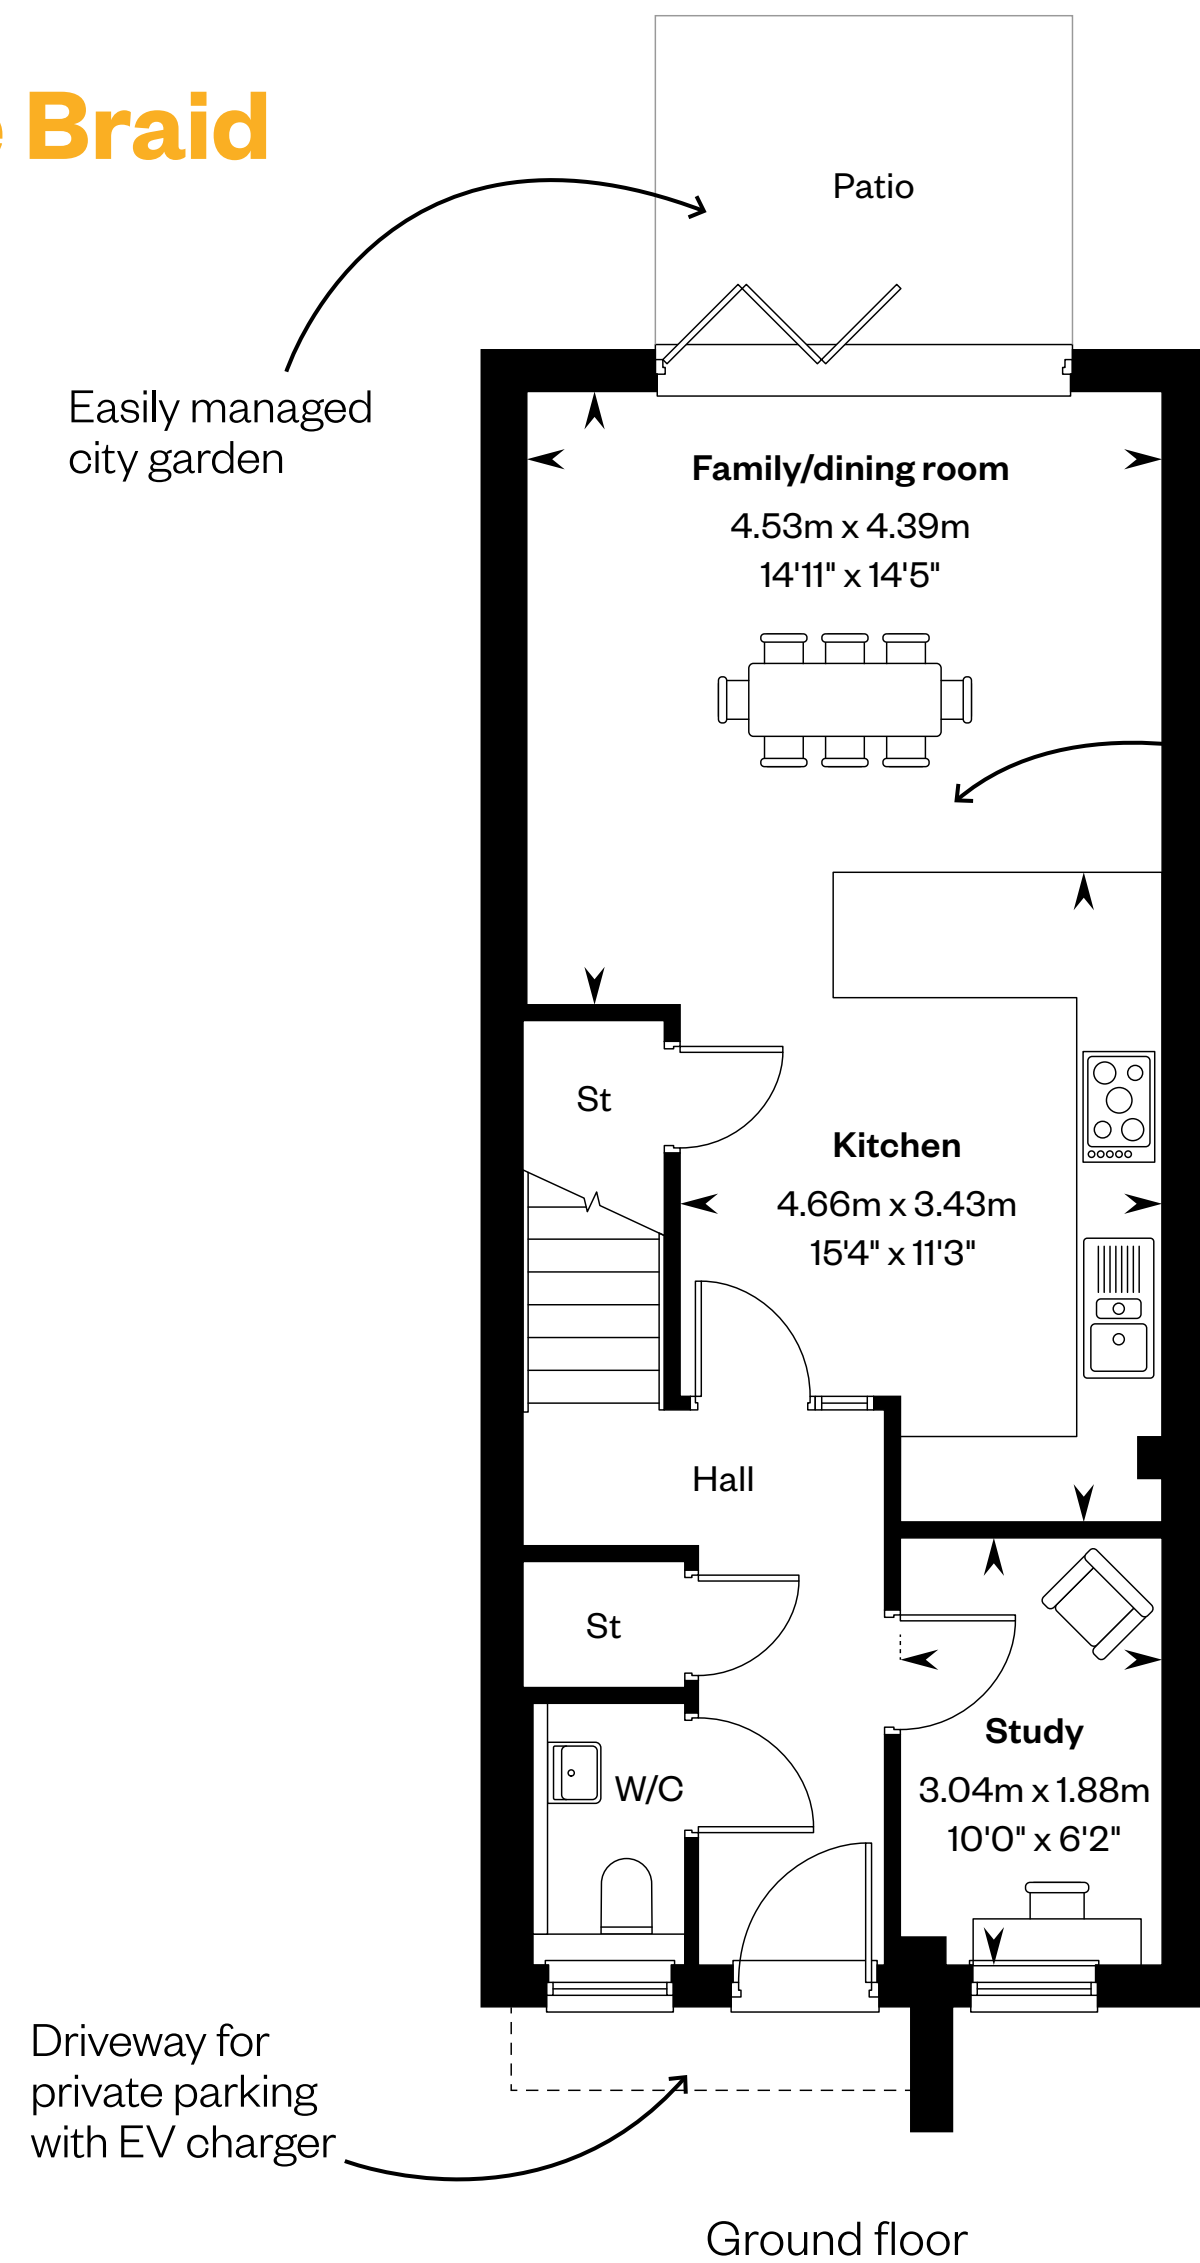 e Braid
Patio
Easily managed
city garden
Family/dining room
4.53m x 4.39m
14'11" x 14'5"
St
Kitchen
4.66m x 3.43m
15'4" x 11'3"
Hall
St
Study
W/C
3.04m x 1.88m
10'0" x 6'2"
Driveway for
private parking
with EV charger
Ground floor